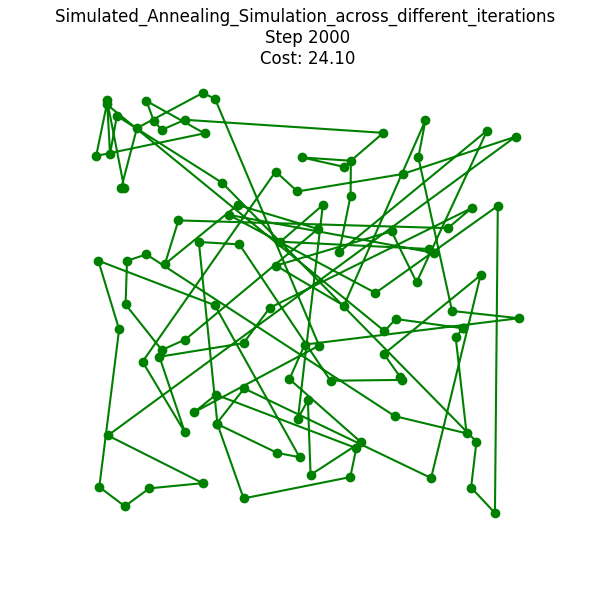 Simulated_Annealing_Simulation_across_different_iterations
Step 2000
Cost: 24.10